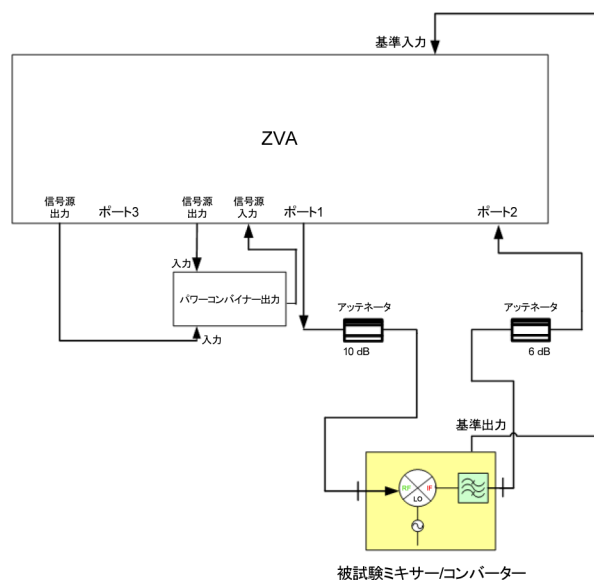 基準入力
ZVA
信号源
出力
ポート3
信号源
出力
信号源
入力
ポート1
ポート2
入力
パワーコンバイナー出力
入力
アッテネータ
10 dB
アッテネータ
6 dB
基準出力
RF
IF
LO
被試験ミキサー/コンバーター